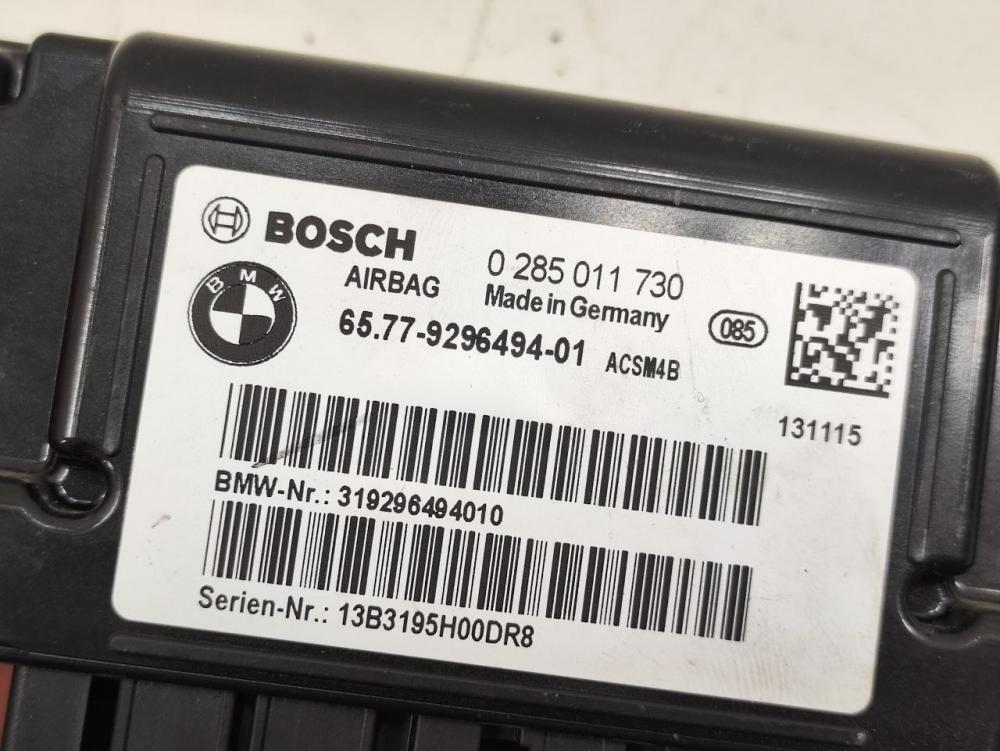 BOSCH
AIRBAG
0 285 011 730
Made in Germany
085
BMW
65.77-9296494-01 ACSM4B
131115
BMW-Nr.: 319296494010
Serien-Nr.: 13B3195H00DR8